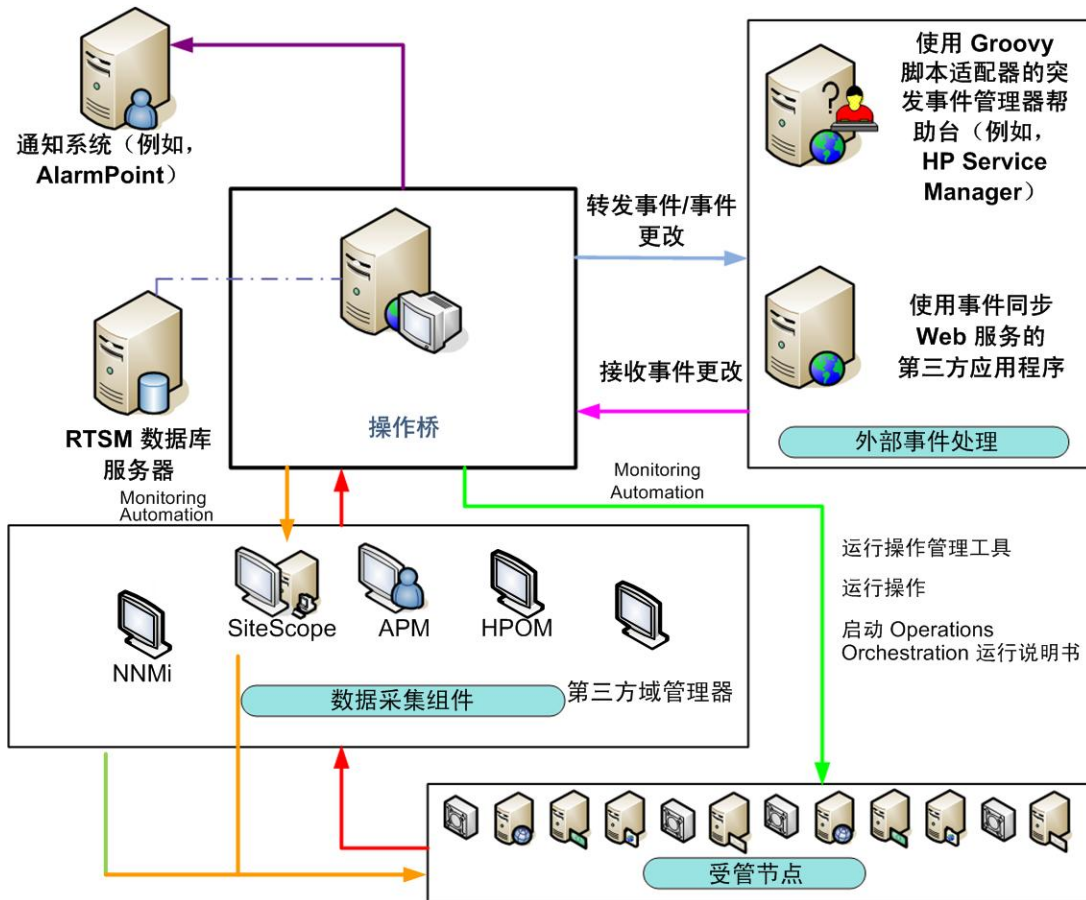 通知系统（例如，
AlarmPoint）
使用 Groovy
脚本适配器的突
发事件管理器帮
助台（例如，
HP Service
Manager）
?
转发事件/事件
更改
使用事件同步
Web 服务的
第三方应用程序
接收事件更改
外部事件处理
操作桥
RTSM 数据库
服务器
Monitoring
Automation
Monitoring
Automation
运行操作管理工具
运行操作
启动 Operations
Orchestration 运行说明书
NNMi
SiteScope
APM
HPOM
第三方域管理器
数据采集组件
受管节点